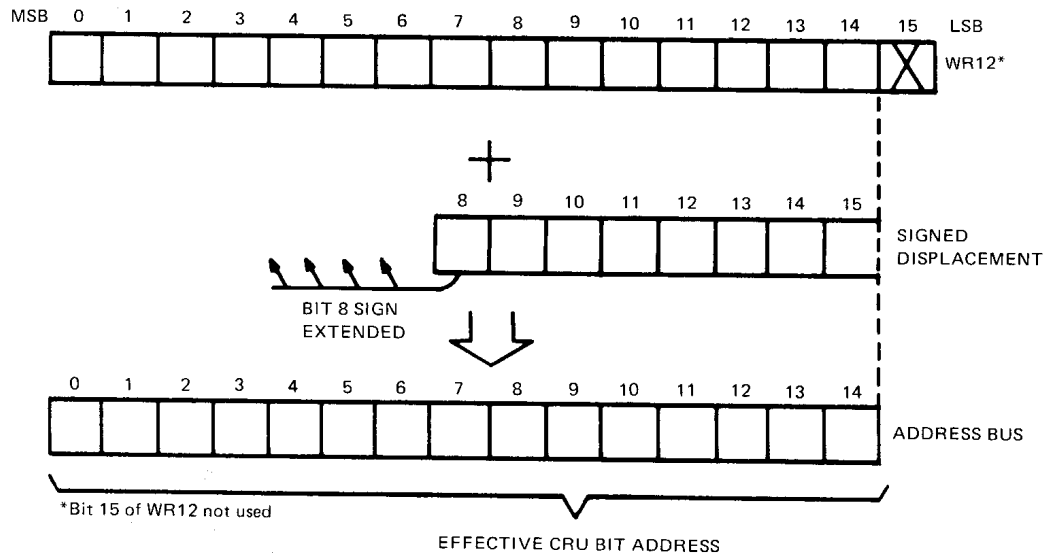 MSB 0 1 2 3 4 5 6 7 8 9 10 11 12 13 14 15 LSB
WR12*
8 9 10 11 12 13 14 15
SIGNED
DISPLACEMENT
BIT 8 SIGN
EXTENDED
0 1 2 3 4 5 6 7 8 9 10 11 12 13 14
ADDRESS BUS
*Bit 15 of WR12 not used
EFFECTIVE CRU BIT ADDRESS